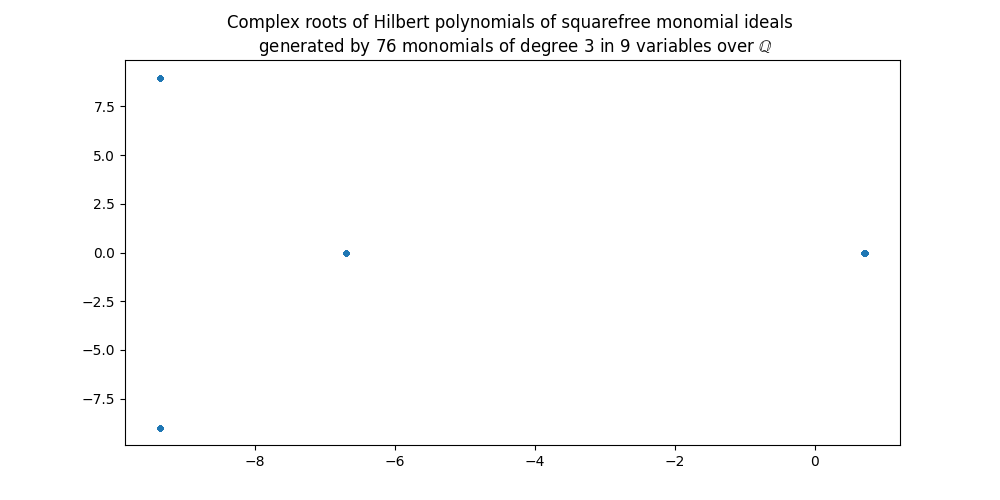 Complex roots of Hilbert polynomials of squarefree monomial ideals
generated by 76 monomials of degree 3 in 9 variables over ℚ
7.5
5.0
2.5
0.0
−2.5
−5.0
−7.5
−8 −6 −4 −2 0